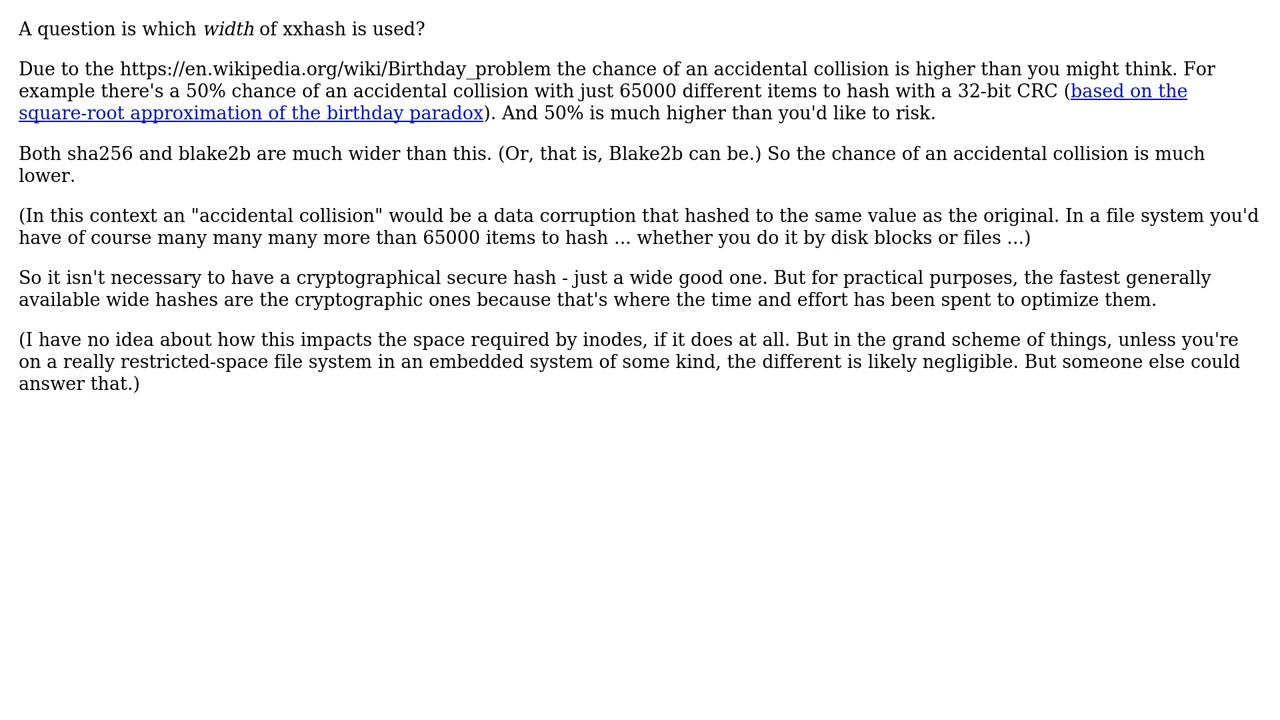 A question is which width of xxhash is used?
Due to the https://en.wikipedia.org/wiki/Birthday_problem the chance of an accidental collision is higher than you might think. For
example there's a 50% chance of an accidental collision with just 65000 different items to hash with a 32-bit CRC (based on the
square-root approximation of the birthday paradox). And 50% is much higher than you'd like to risk.
Both sha256 and blake2b are much wider than this. (Or, that is, Blake2b can be.) So the chance of an accidental collision is much
lower.
(In this context an "accidental collision" would be a data corruption that hashed to the same value as the original. In a file system you'd
have of course many many many more than 65000 items to hash ... whether you do it by disk blocks or files ...)
So it isn't necessary to have a cryptographical secure hash - just a wide good one. But for practical purposes, the fastest generally
available wide hashes are the cryptographic ones because that's where the time and effort has been spent to optimize them.
(I have no idea about how this impacts the space required by inodes, if it does at all. But in the grand scheme of things, unless you're
on a really restricted-space file system in an embedded system of some kind, the different is likely negligible. But someone else could
answer that.)